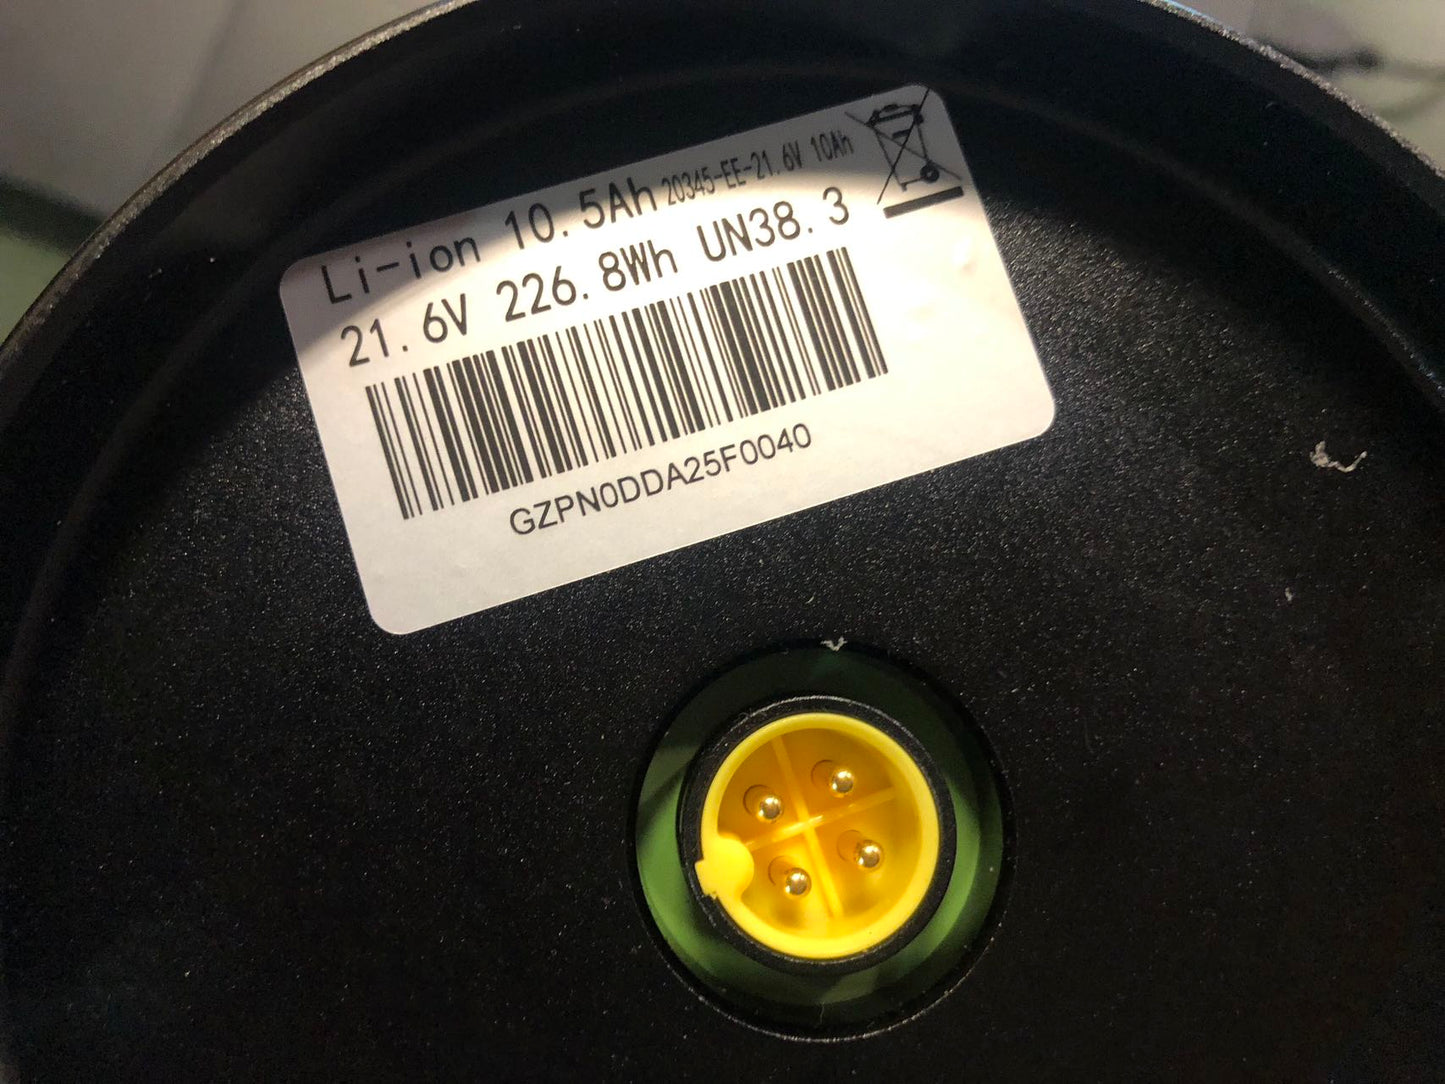 Li-ion 10.5Ah 20345-EE-21.6V 10Ah
21.6V 226.8Wh UN38.3
GZPN0DDA25F0040